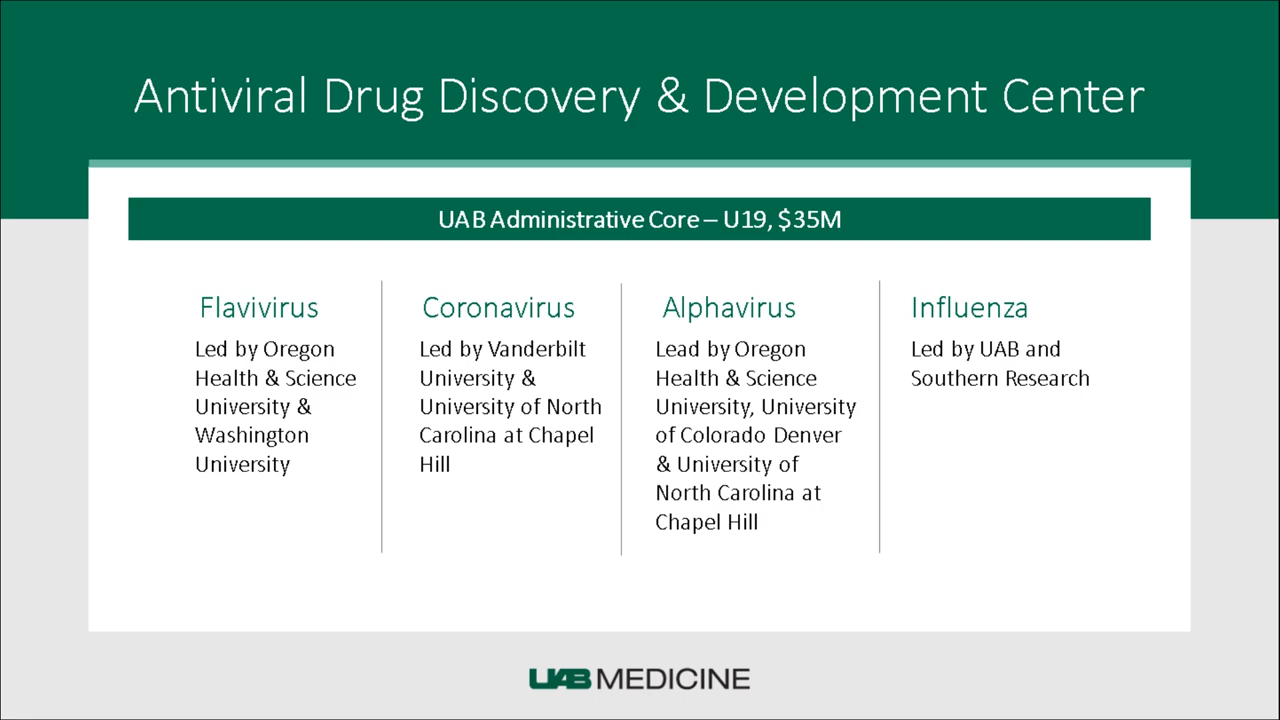 Antiviral Drug Discovery & Development Center
UAB Administrative Core – U19, $35M
Flavivirus
Led by Oregon
Health & Science
University &
Washington
University
Coronavirus
Led by Vanderbilt
University &
University of North
Carolina at Chapel
Hill
Alphavirus
Lead by Oregon
Health & Science
University, University
of Colorado Denver
& University of
North Carolina at
Chapel Hill
Influenza
Led by UAB and
Southern Research
UAB MEDICINE